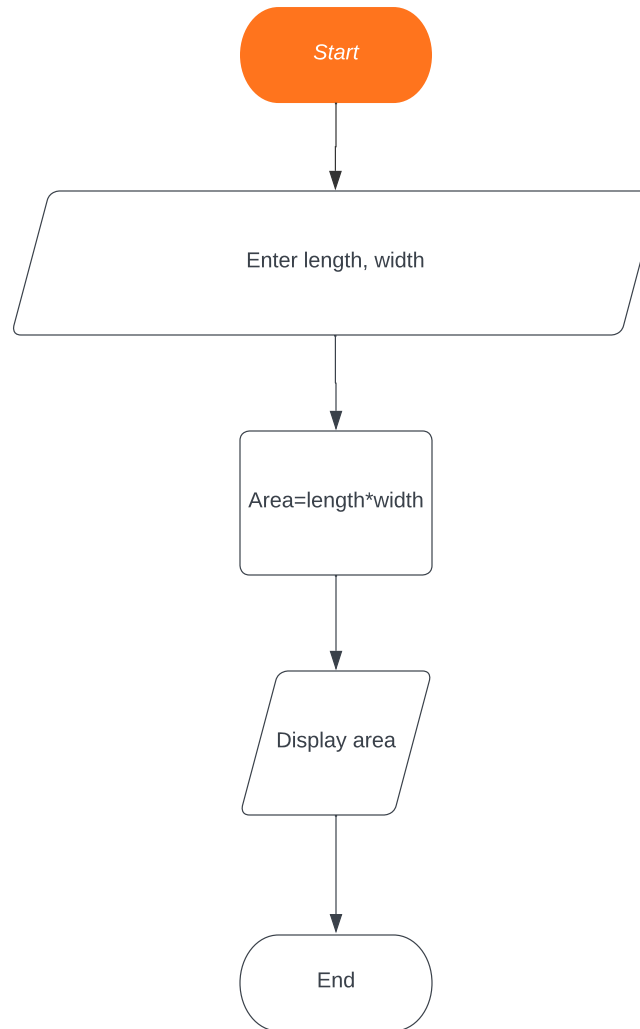 Start
Enter length, width
Area=length*width
Display area
End